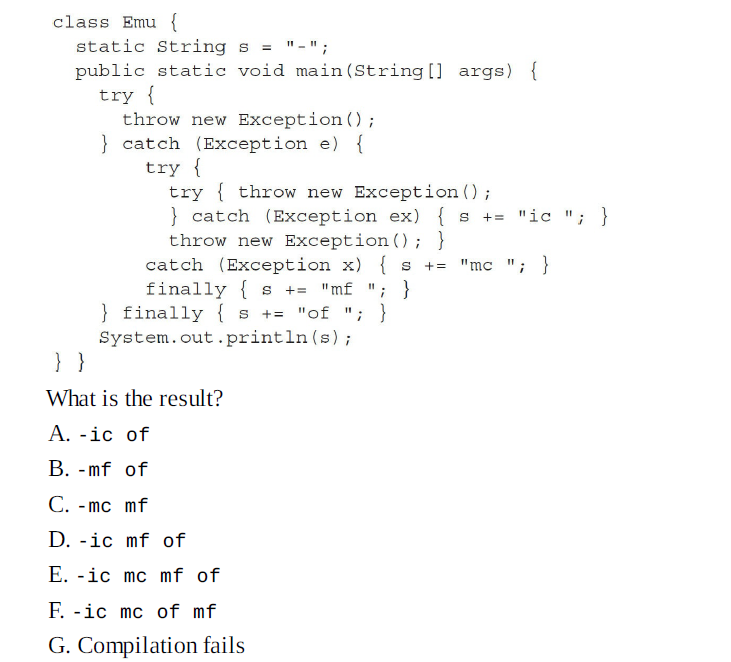 class Emu {
static String s = "-";
public static void main(String[] args) {
try {
throw new Exception();
} catch (Exception e) {
try {
try { throw new Exception();
} catch (Exception ex) { s += "ic "; }
throw new Exception(); }
catch (Exception x) { s += "mc "; }
finally { s += "mf "; }
} finally { s += "of "; }
System.out.println(s);
} }
What is the result?
A. -ic of
B. -mf of
C. -mc mf
D. -ic mf of
E. -ic mc mf of
F. -ic mc of mf
G. Compilation fails